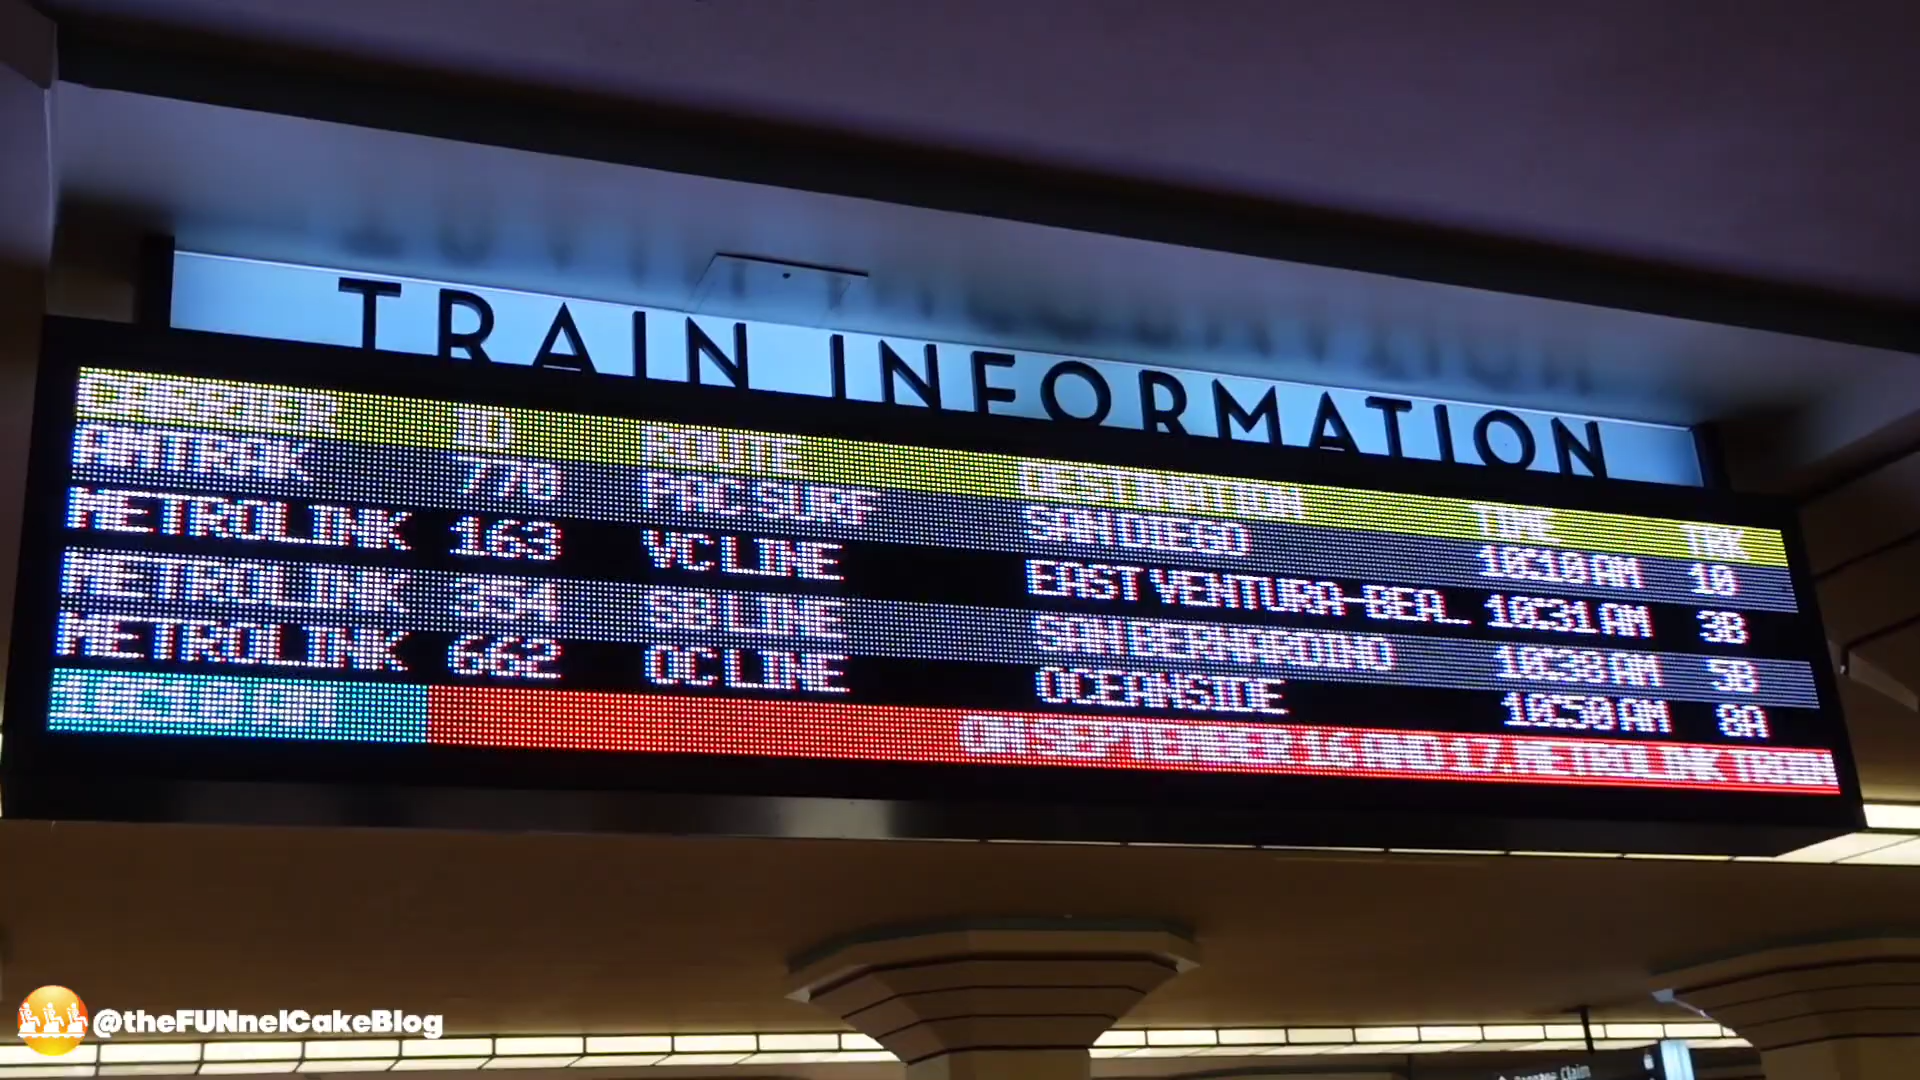 TRAIN INFORMATION
CARRIER ID ROUTE DESTINATION TIME TRK
AMTRAK 770 PAC SURF SAN DIEGO 10:10 AM 10
METROLINK 163 VC LINE EAST VENTURA-BEA.. 10:31 AM 3B
METROLINK 354 SB LINE SAN BERNARDINO 10:38 AM 5B
METROLINK 662 OC LINE OCEANSIDE 10:50 AM 8A
ON SEPTEMBER 16 AND 17, METROLINK TRAIN
@theFUNnelCakeBlog
Claim